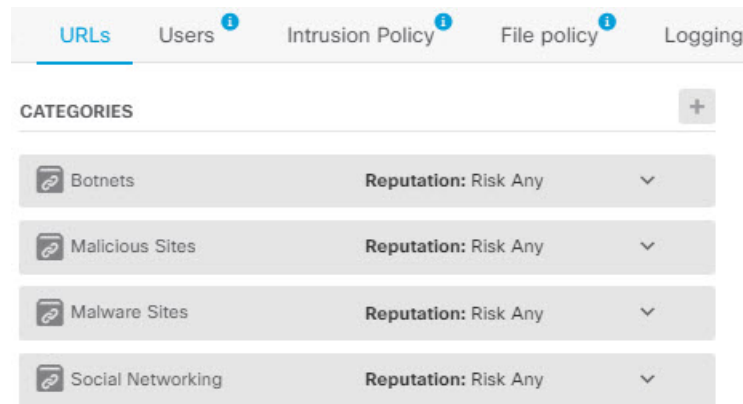 URLs Users Intrusion Policy File policy Logging
CATEGORIES
Botnets Reputation: Risk Any
Malicious Sites Reputation: Risk Any
Malware Sites Reputation: Risk Any
Social Networking Reputation: Risk Any